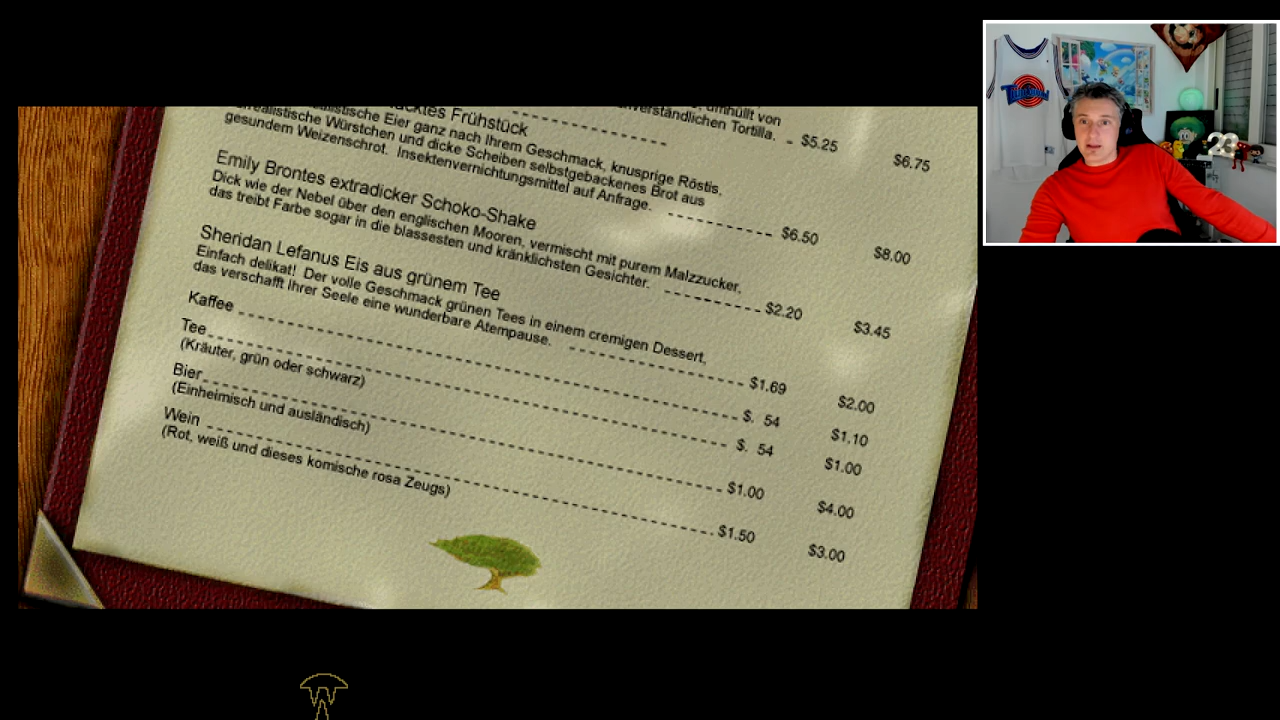 umhüllt von
verständlichen Tortilla. $5.25 $6.75
Frühstück
Eier ganz nach Ihrem Geschmack, knusprige Röstis,
Würstchen und dicke Scheiben selbstgebackenes Brot aus
gesundem Weizenschrot. Insektenvernichtungsmittel auf Anfrage. $6.50 $8.00
Emily Brontes extradicker Schoko-Shake
Dick wie der Nebel über den englischen Mooren, vermischt mit purem Malzzucker,
das treibt Farbe sogar in die blassesten und kränklichsten Gesichter. $2.20 $3.45
Sheridan Lefanus Eis aus grünem Tee
Einfach delikat! Der volle Geschmack grünen Tees in einem cremigen Dessert,
das verschafft Ihrer Seele eine wunderbare Atempause. $1.69 $2.00
Kaffee $. 54 $1.10
Tee $. 54 $1.00
(Kräuter, grün oder schwarz)
Bier $1.00 $4.00
(Einheimisch und ausländisch)
Wein $1.50 $3.00
(Rot, weiß und dieses komische rosa Zeugs)
23